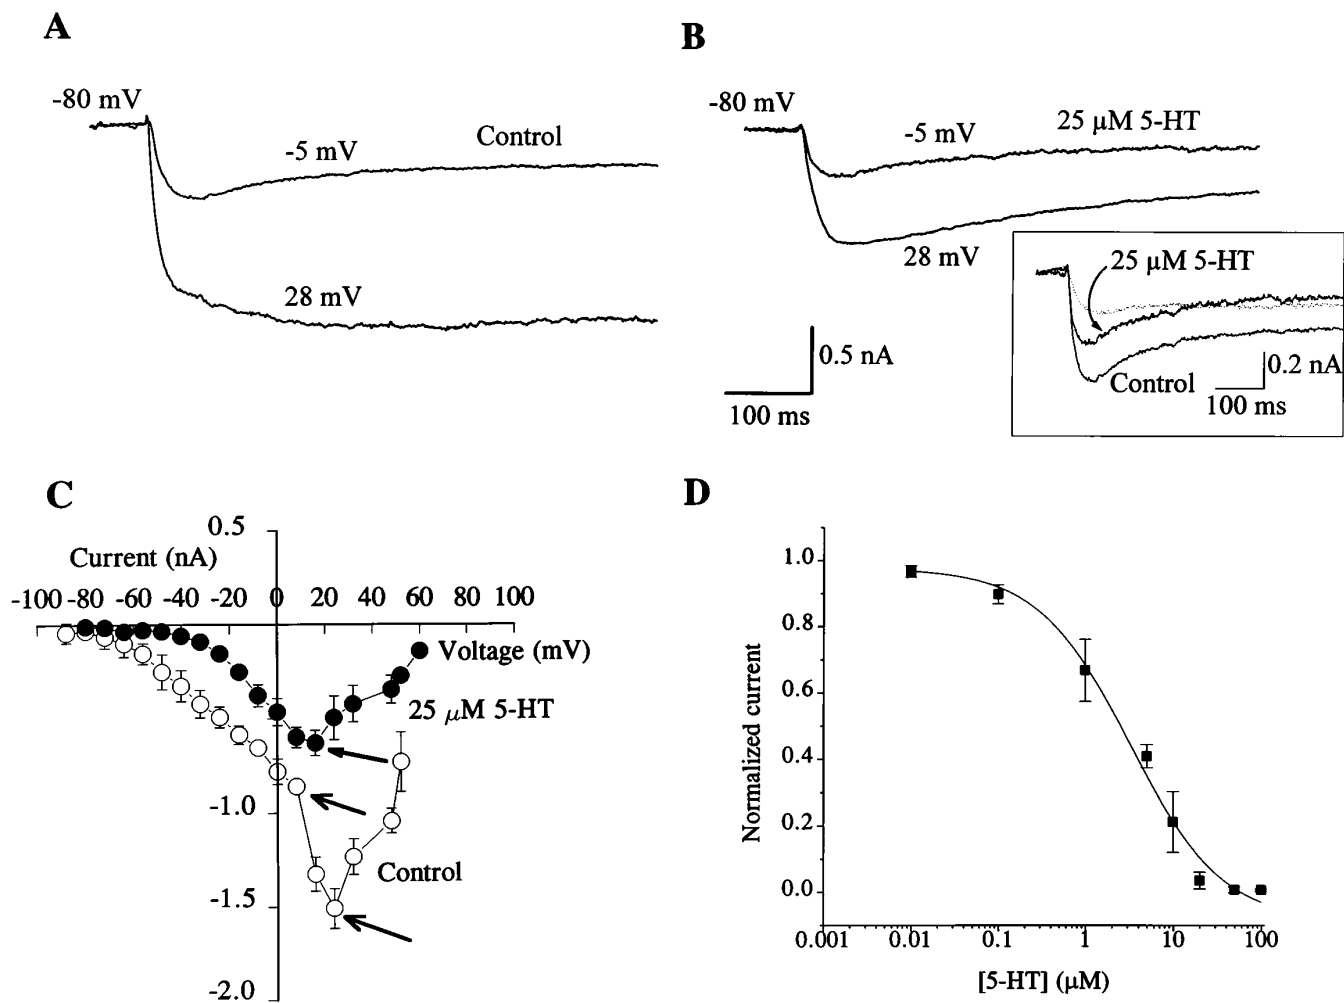 A
-80 mV
-5 mV
Control
28 mV
B
-80 mV
-5 mV
25 μM 5-HT
28 mV
0.5 nA
100 ms
25 μM 5-HT
Control
0.2 nA
100 ms
C
0.5
Current (nA)
-100 -80 -60 -40 -20 0 20 40 60 80 100
Voltage (mV)
25 μM 5-HT
-1.0
Control
-1.5
-2.0
D
1.0
0.8
0.6
0.4
0.2
0.0
Normalized current
0.001 0.01 0.1 1 10 100
[5-HT] (μM)